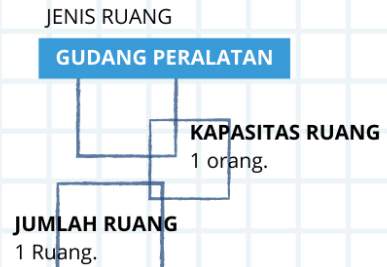 JENIS RUANG
GUDANG PERALATAN
KAPASITAS RUANG
1 orang.
JUMLAH RUANG
1 Ruang.